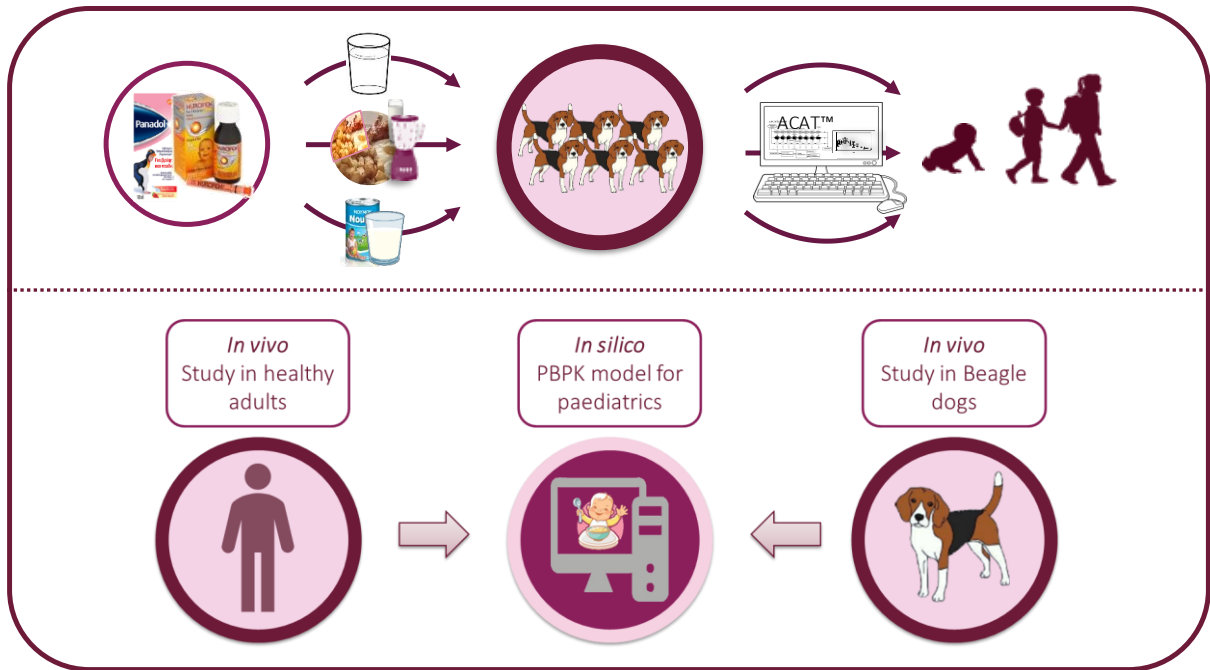 Panadol
NUROFEN
ACAT™
In vivo
Study in healthy
adults
In silico
PBPK model for
paediatrics
In vivo
Study in Beagle
dogs